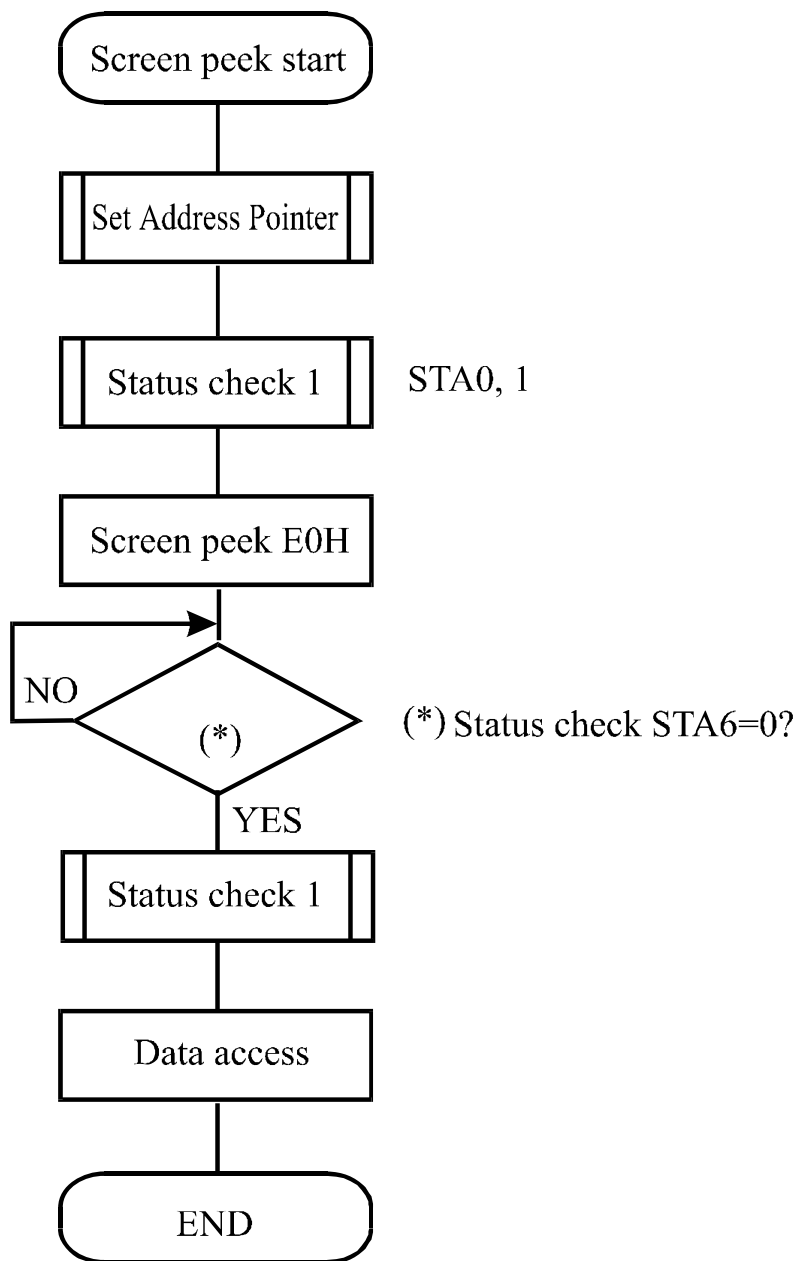 Screen peek start
Set Address Pointer
Status check 1
STA0, 1
Screen peek E0H
NO
(*)
(*) Status check STA6=0?
YES
Status check 1
Data access
END